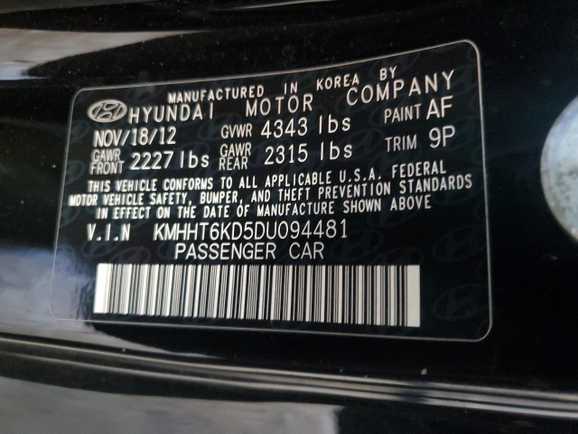 MANUFACTURED IN KOREA BY
HYUNDAI MOTOR COMPANY
NOV/18/12 GVWR 4343 lbs PAINT AF
GAWR FRONT 2227 lbs GAWR REAR 2315 lbs TRIM 9P
THIS VEHICLE CONFORMS TO ALL APPLICABLE U.S.A. FEDERAL
MOTOR VEHICLE SAFETY, BUMPER, AND THEFT PREVENTION STANDARDS
IN EFFECT ON THE DATE OF MANUFACTURE SHOWN ABOVE.
V.I.N KMHHT6KD5DU094481
PASSENGER CAR